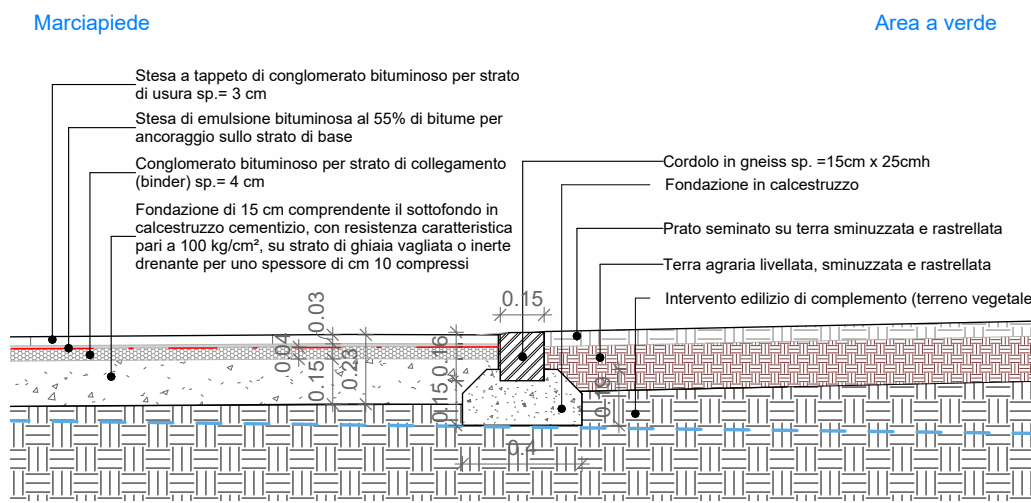 Marciapiede
Area a verde
Stesa a tappeto di conglomerato bituminoso per strato
di usura sp.= 3 cm
Stesa di emulsione bituminosa al 55% di bitume per
ancoraggio sullo strato di base
Conglomerato bituminoso per strato di collegamento
(binder) sp.= 4 cm
Fondazione di 15 cm comprendente il sottofondo in
calcestruzzo cementizio, con resistenza caratteristica
pari a 100 kg/cm², su strato di ghiaia vagliata o inerte
drenante per uno spessore di cm 10 compressi
Cordolo in gneiss sp. =15cm x 25cmh
Fondazione in calcestruzzo
Prato seminato su terra sminuzzata e rastrellata
Terra agraria livellata, sminuzzata e rastrellata
Intervento edilizio di complemento (terreno vegetale
0.15
0.03
0.04
0.15
0.23
0.16
0.15
0.19
0.4